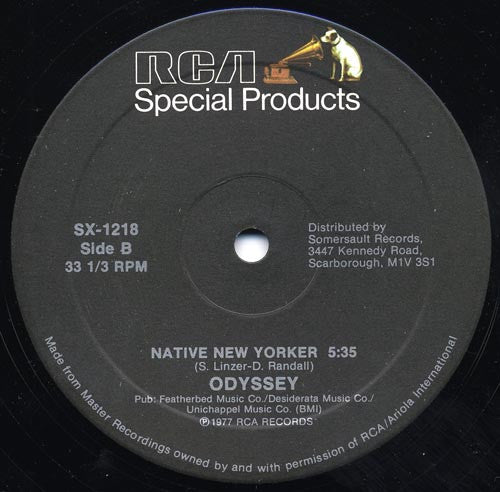 RCA
Special Products
SX-1218
Side B
33 1/3 RPM
Distributed by
Somersault Records,
3447 Kennedy Road,
Scarborough, M1V 3S1
NATIVE NEW YORKER 5:35
(S. Linzer-D. Randall)
ODYSSEY
Pub: Featherbed Music Co./Desiderata Music Co./
Unichappel Music Co. (BMI)
℗1977 RCA RECORDS
Made from Master Recordings owned by and with permission of RCA/Ariola International